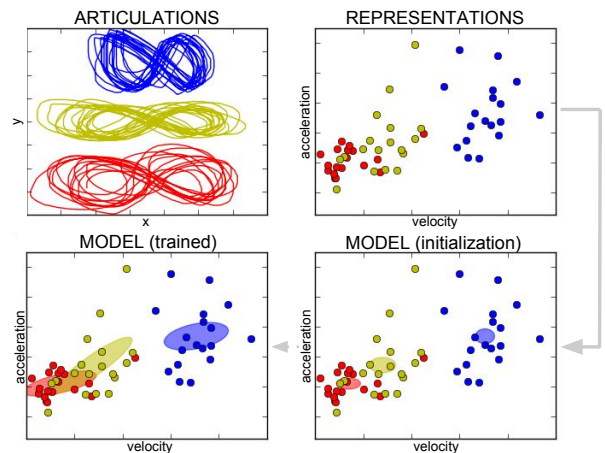 ARTICULATIONS
y
x
REPRESENTATIONS
acceleration
velocity
MODEL (trained)
acceleration
velocity
MODEL (initialization)
acceleration
velocity